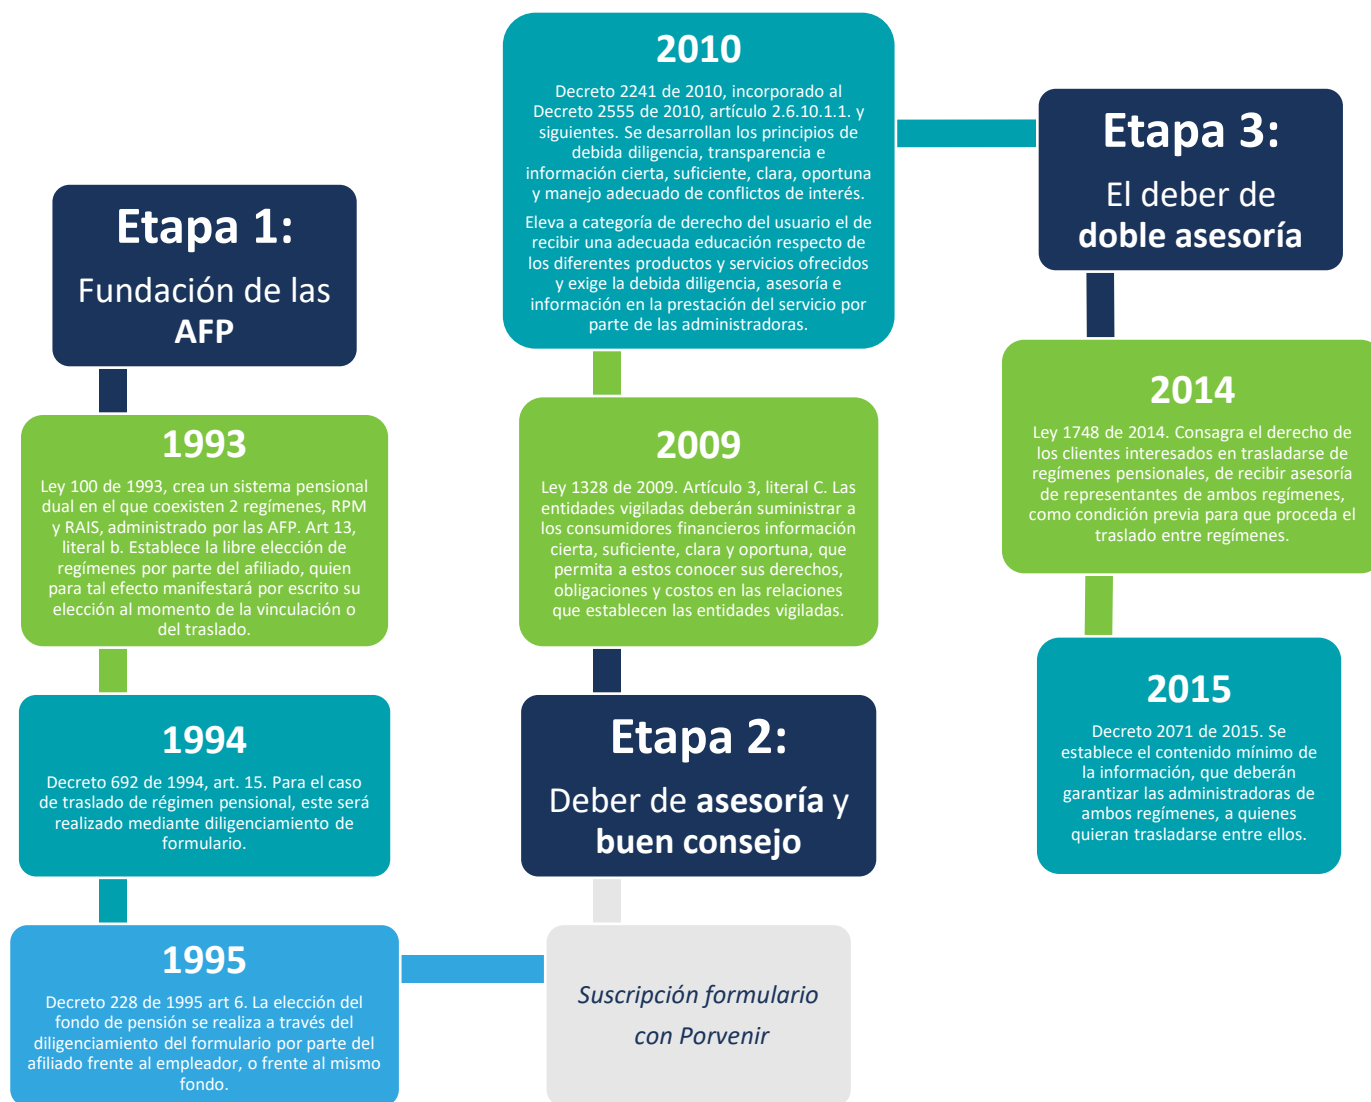 Etapa 1:
Fundación de las
AFP
1993
Ley 100 de 1993, crea un sistema pensional
dual en el que coexisten 2 regímenes, RPM
y RAIS, administrado por las AFP. Art 13,
literal b. Establece la libre elección de
regímenes por parte del afiliado, quien
para tal efecto manifestará por escrito su
elección al momento de la vinculación o
del traslado.
1994
Decreto 692 de 1994, art. 15. Para el caso
de traslado de régimen pensional, este será
realizado mediante diligenciamiento de
formulario.
1995
Decreto 228 de 1995 art 6. La elección del
fondo de pensión se realiza a través del
diligenciamiento del formulario por parte del
afiliado frente al empleador, o frente al mismo
fondo.
Suscripción formulario
con Porvenir
Etapa 2:
Deber de asesoría y
buen consejo
2009
Ley 1328 de 2009. Artículo 3, literal C. Las
entidades vigiladas deberán suministrar a
los consumidores financieros información
cierta, suficiente, clara y oportuna, que
permita a estos conocer sus derechos,
obligaciones y costos en las relaciones
que establecen las entidades vigiladas.
2010
Decreto 2241 de 2010, incorporado al
Decreto 2555 de 2010, artículo 2.6.10.1.1. y
siguientes. Se desarrollan los principios de
debida diligencia, transparencia e
información cierta, suficiente, clara, oportuna
y manejo adecuado de conflictos de interés.
Eleva a categoría de derecho del usuario el de
recibir una adecuada educación respecto de
los diferentes productos y servicios ofrecidos
y exige la debida diligencia, asesoría e
información en la prestación del servicio por
parte de las administradoras.
Etapa 3:
El deber de
doble asesoría
2014
Ley 1748 de 2014. Consagra el derecho de
los clientes interesados en trasladarse de
regímenes pensionales, de recibir asesoría
de representantes de ambos regímenes,
como condición previa para que proceda el
traslado entre regímenes.
2015
Decreto 2071 de 2015. Se
establece el contenido mínimo de
la información, que deberán
garantizar las administradoras de
ambos regímenes, a quienes
quieran trasladarse entre ellos.